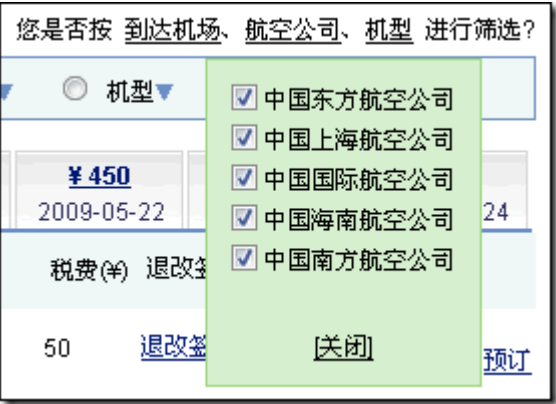 您是否按 到达机场、航空公司、机型 进行筛选?
机型▼
中国东方航空公司
中国上海航空公司
中国国际航空公司
中国海南航空公司
中国南方航空公司
¥450
2009-05-22
24
税费(¥) 退改签
50 退改签
[关闭]
预订